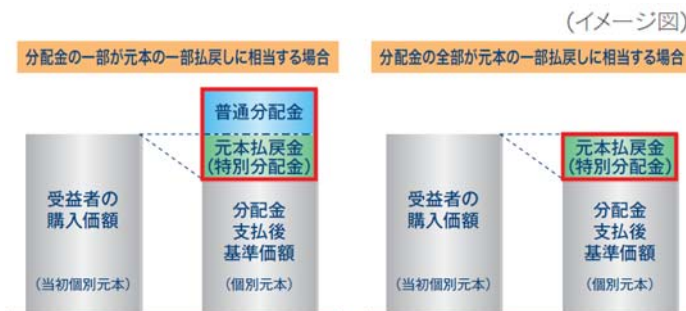 (イメージ図)
分配金の一部が元本の一部払戻しに相当する場合
普通分配金
元本払戻金
(特別分配金)
受益者の
購入価額
(当初個別元本)
分配金
支払後
基準価額
(個別元本)
分配金の全部が元本の一部払戻しに相当する場合
元本払戻金
(特別分配金)
受益者の
購入価額
(当初個別元本)
分配金
支払後
基準価額
(個別元本)